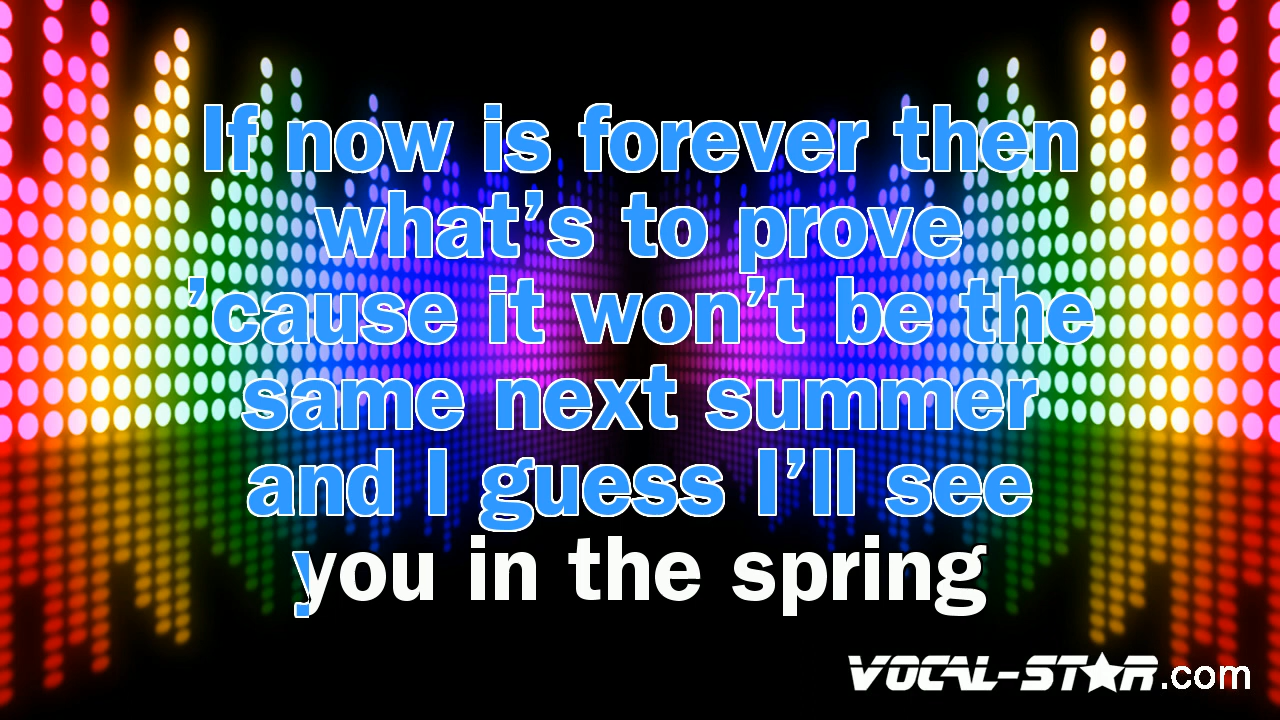 If now is forever then
what's to prove
'cause it won't be the
same next summer
and I guess I'll see
you in the spring
VOCAL-STAR.com